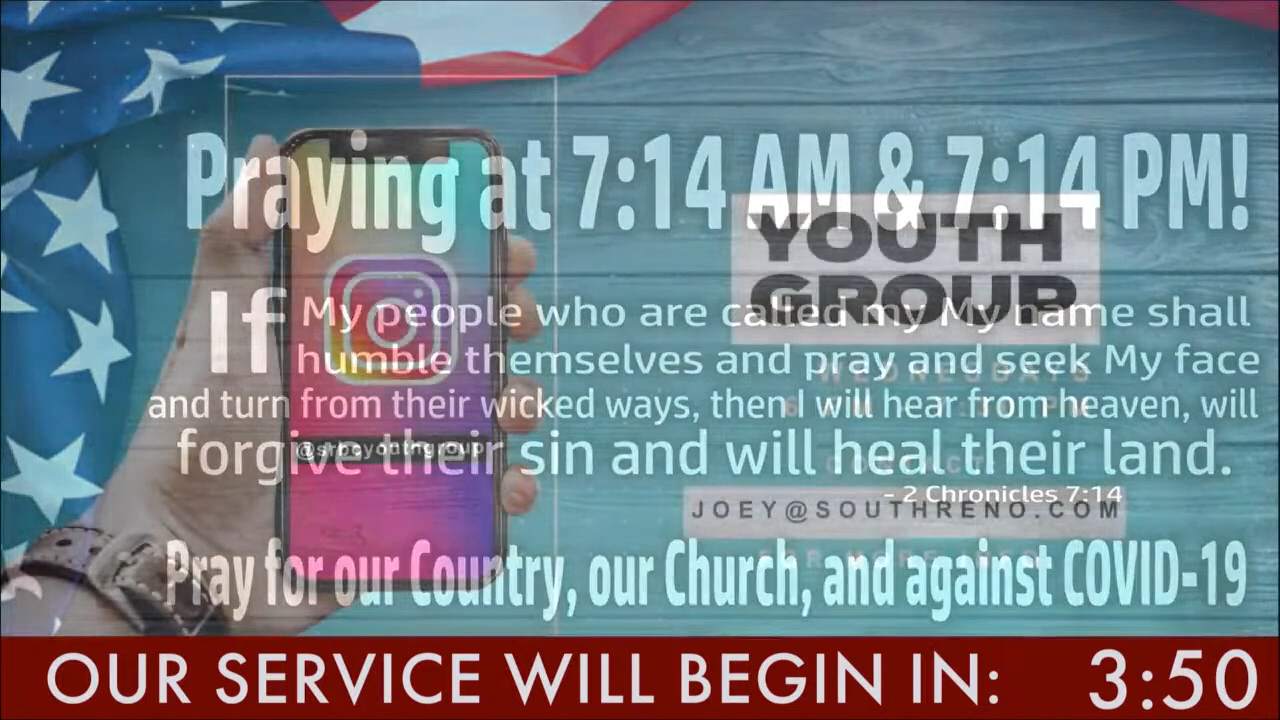 Praying at 7:14 AM & 7:14 PM!
YOUTH
GROUP
If My people who are called my My name shall
humble themselves and pray and seek My face
WEDNESDAYS
and turn from their wicked ways, then I will hear from heaven, will
@srbcyouthgroup
forgive their sin and will heal their land.
- 2 Chronicles 7:14
JOEY@SOUTHRENO.COM
Pray for our Country, our Church, and against COVID-19
OUR SERVICE WILL BEGIN IN: 3:50